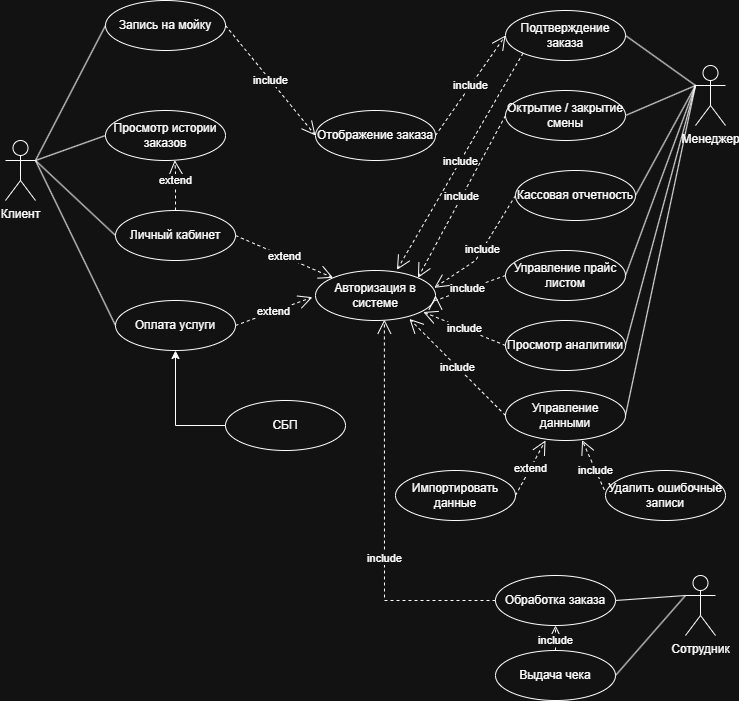 Запись на мойку
Подтверждение
заказа
include
include
Октрытие / закрытие
смены
Просмотр истории
заказов
Отображение заказа
Менеджер
include
extend
include
Кассовая отчетность
Клиент
Личный кабинет
include
extend
Управление прайс
листом
Авторизация в
системе
include
extend
Оплата услуги
include
Просмотр аналитики
include
Управление
данными
СБП
extend
include
Импортировать
данные
Удалить ошибочные
записи
include
Обработка заказа
include
Сотрудник
Выдача чека